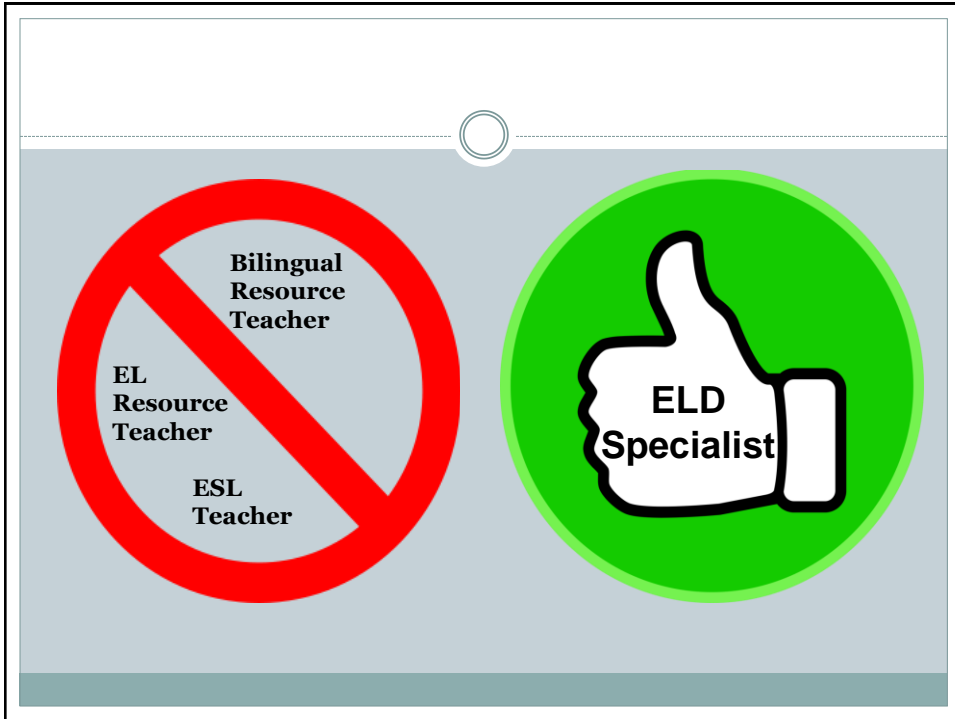 Bilingual
Resource
Teacher
EL
Resource
Teacher
ESL
Teacher
ELD
Specialist